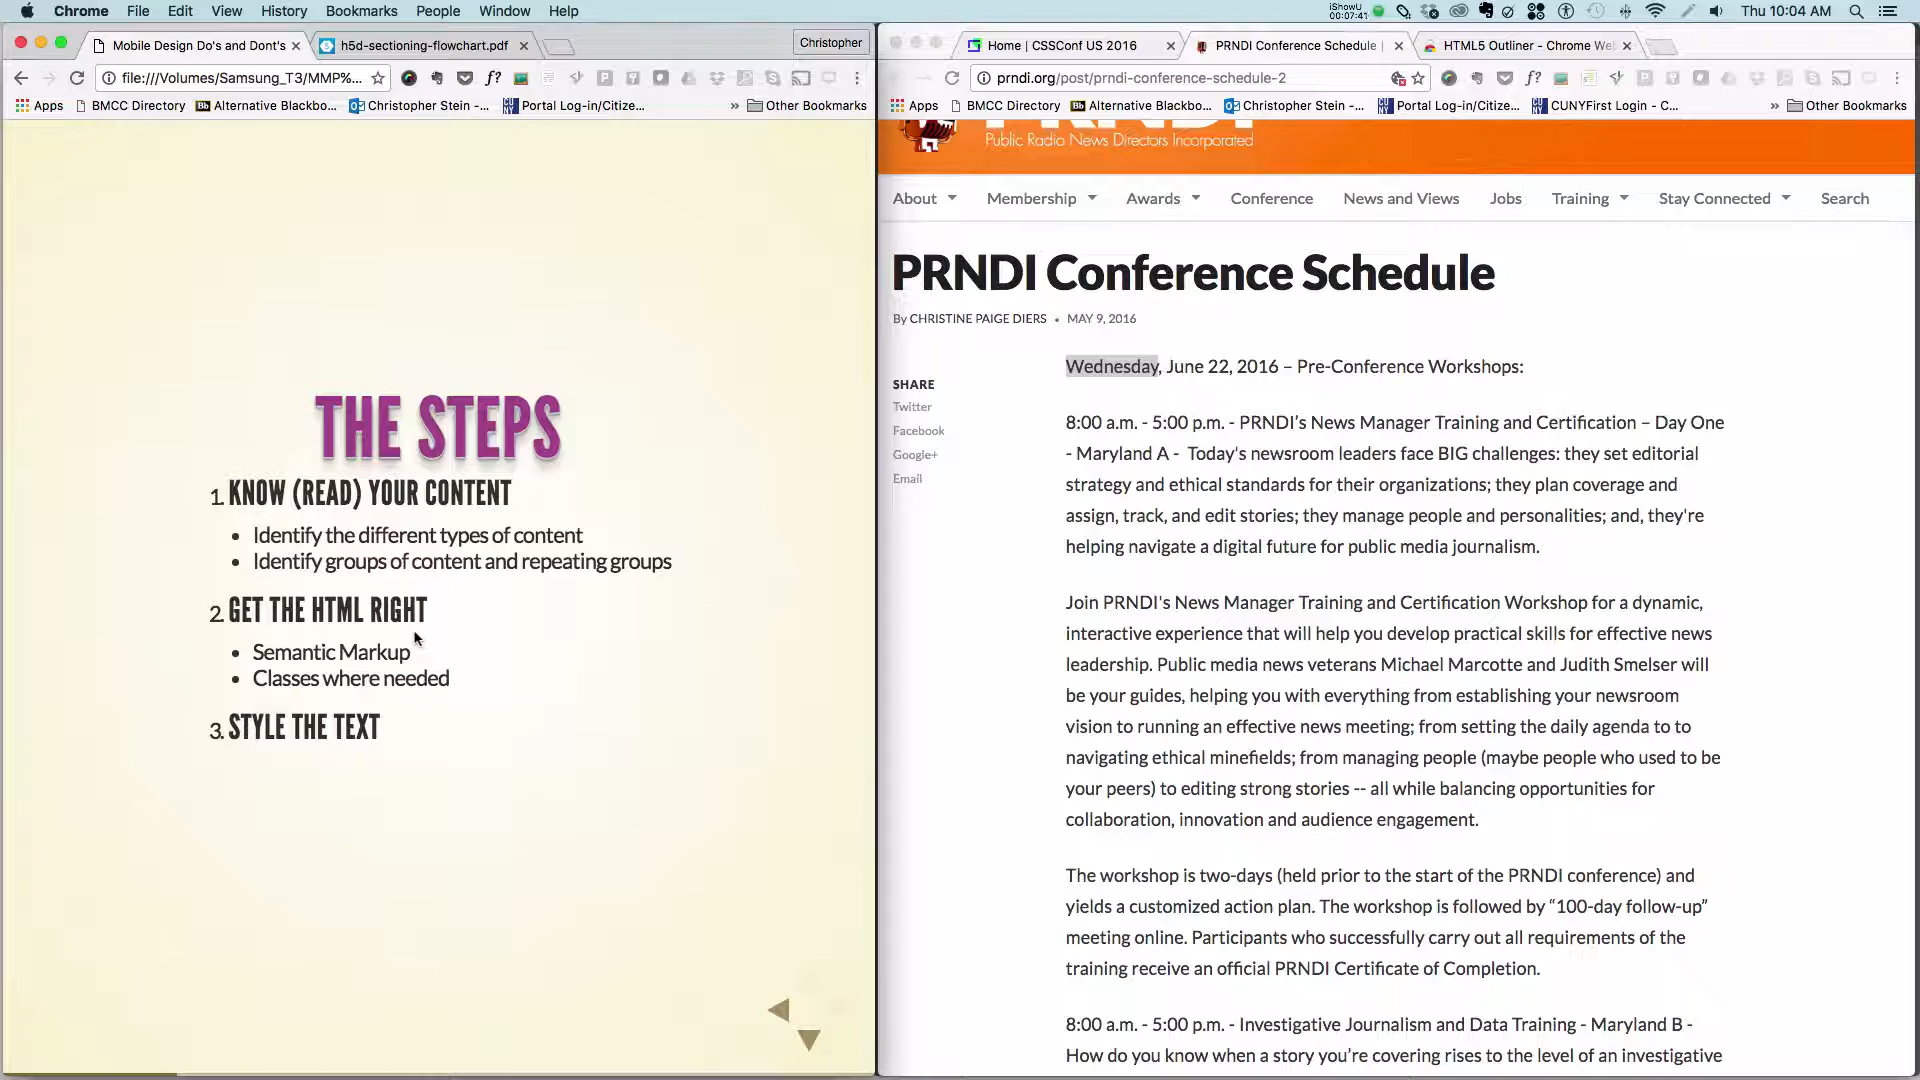 Chrome File Edit View History Bookmarks People Window Help
iShowU
00:07:41
Thu 10:04 AM
Mobile Design Do's and Dont's
h5d-sectioning-flowchart.pdf
Christopher
file:///Volumes/Samsung_T3/MMP%...
Apps BMCC Directory Alternative Blackbo... Christopher Stein -... Portal Log-in/Citize... » Other Bookmarks
THE STEPS
1. KNOW (READ) YOUR CONTENT
• Identify the different types of content
• Identify groups of content and repeating groups
2. GET THE HTML RIGHT
• Semantic Markup
• Classes where needed
3. STYLE THE TEXT
Home | CSSConf US 2016
PRNDI Conference Schedule |
HTML5 Outliner - Chrome We
prndi.org/post/prndi-conference-schedule-2
Apps BMCC Directory Alternative Blackbo... Christopher Stein -... Portal Log-in/Citize... CUNYFirst Login - C... » Other Bookmarks
PRNDI
Public Radio News Directors Incorporated
About Membership Awards Conference News and Views Jobs Training Stay Connected Search
PRNDI Conference Schedule
By CHRISTINE PAIGE DIERS • MAY 9, 2016
SHARE
Twitter
Facebook
Google+
Email
Wednesday, June 22, 2016 – Pre-Conference Workshops:
8:00 a.m. - 5:00 p.m. - PRNDI’s News Manager Training and Certification – Day One
- Maryland A - Today's newsroom leaders face BIG challenges: they set editorial
strategy and ethical standards for their organizations; they plan coverage and
assign, track, and edit stories; they manage people and personalities; and, they're
helping navigate a digital future for public media journalism.
Join PRNDI's News Manager Training and Certification Workshop for a dynamic,
interactive experience that will help you develop practical skills for effective news
leadership. Public media news veterans Michael Marcotte and Judith Smelser will
be your guides, helping you with everything from establishing your newsroom
vision to running an effective news meeting; from setting the daily agenda to to
navigating ethical minefields; from managing people (maybe people who used to be
your peers) to editing strong stories -- all while balancing opportunities for
collaboration, innovation and audience engagement.
The workshop is two-days (held prior to the start of the PRNDI conference) and
yields a customized action plan. The workshop is followed by “100-day follow-up”
meeting online. Participants who successfully carry out all requirements of the
training receive an official PRNDI Certificate of Completion.
8:00 a.m. - 5:00 p.m. - Investigative Journalism and Data Training - Maryland B -
How do you know when a story you’re covering rises to the level of an investigative